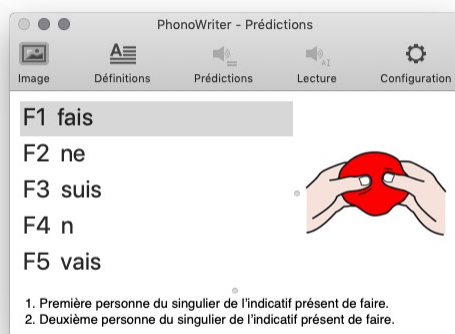 PhonoWriter - Prédictions
Image Définitions Prédictions Lecture Configuration
F1 fais
F2 ne
F3 suis
F4 n
F5 vais
1. Première personne du singulier de l'indicatif présent de faire.
2. Deuxième personne du singulier de l'indicatif présent de faire.